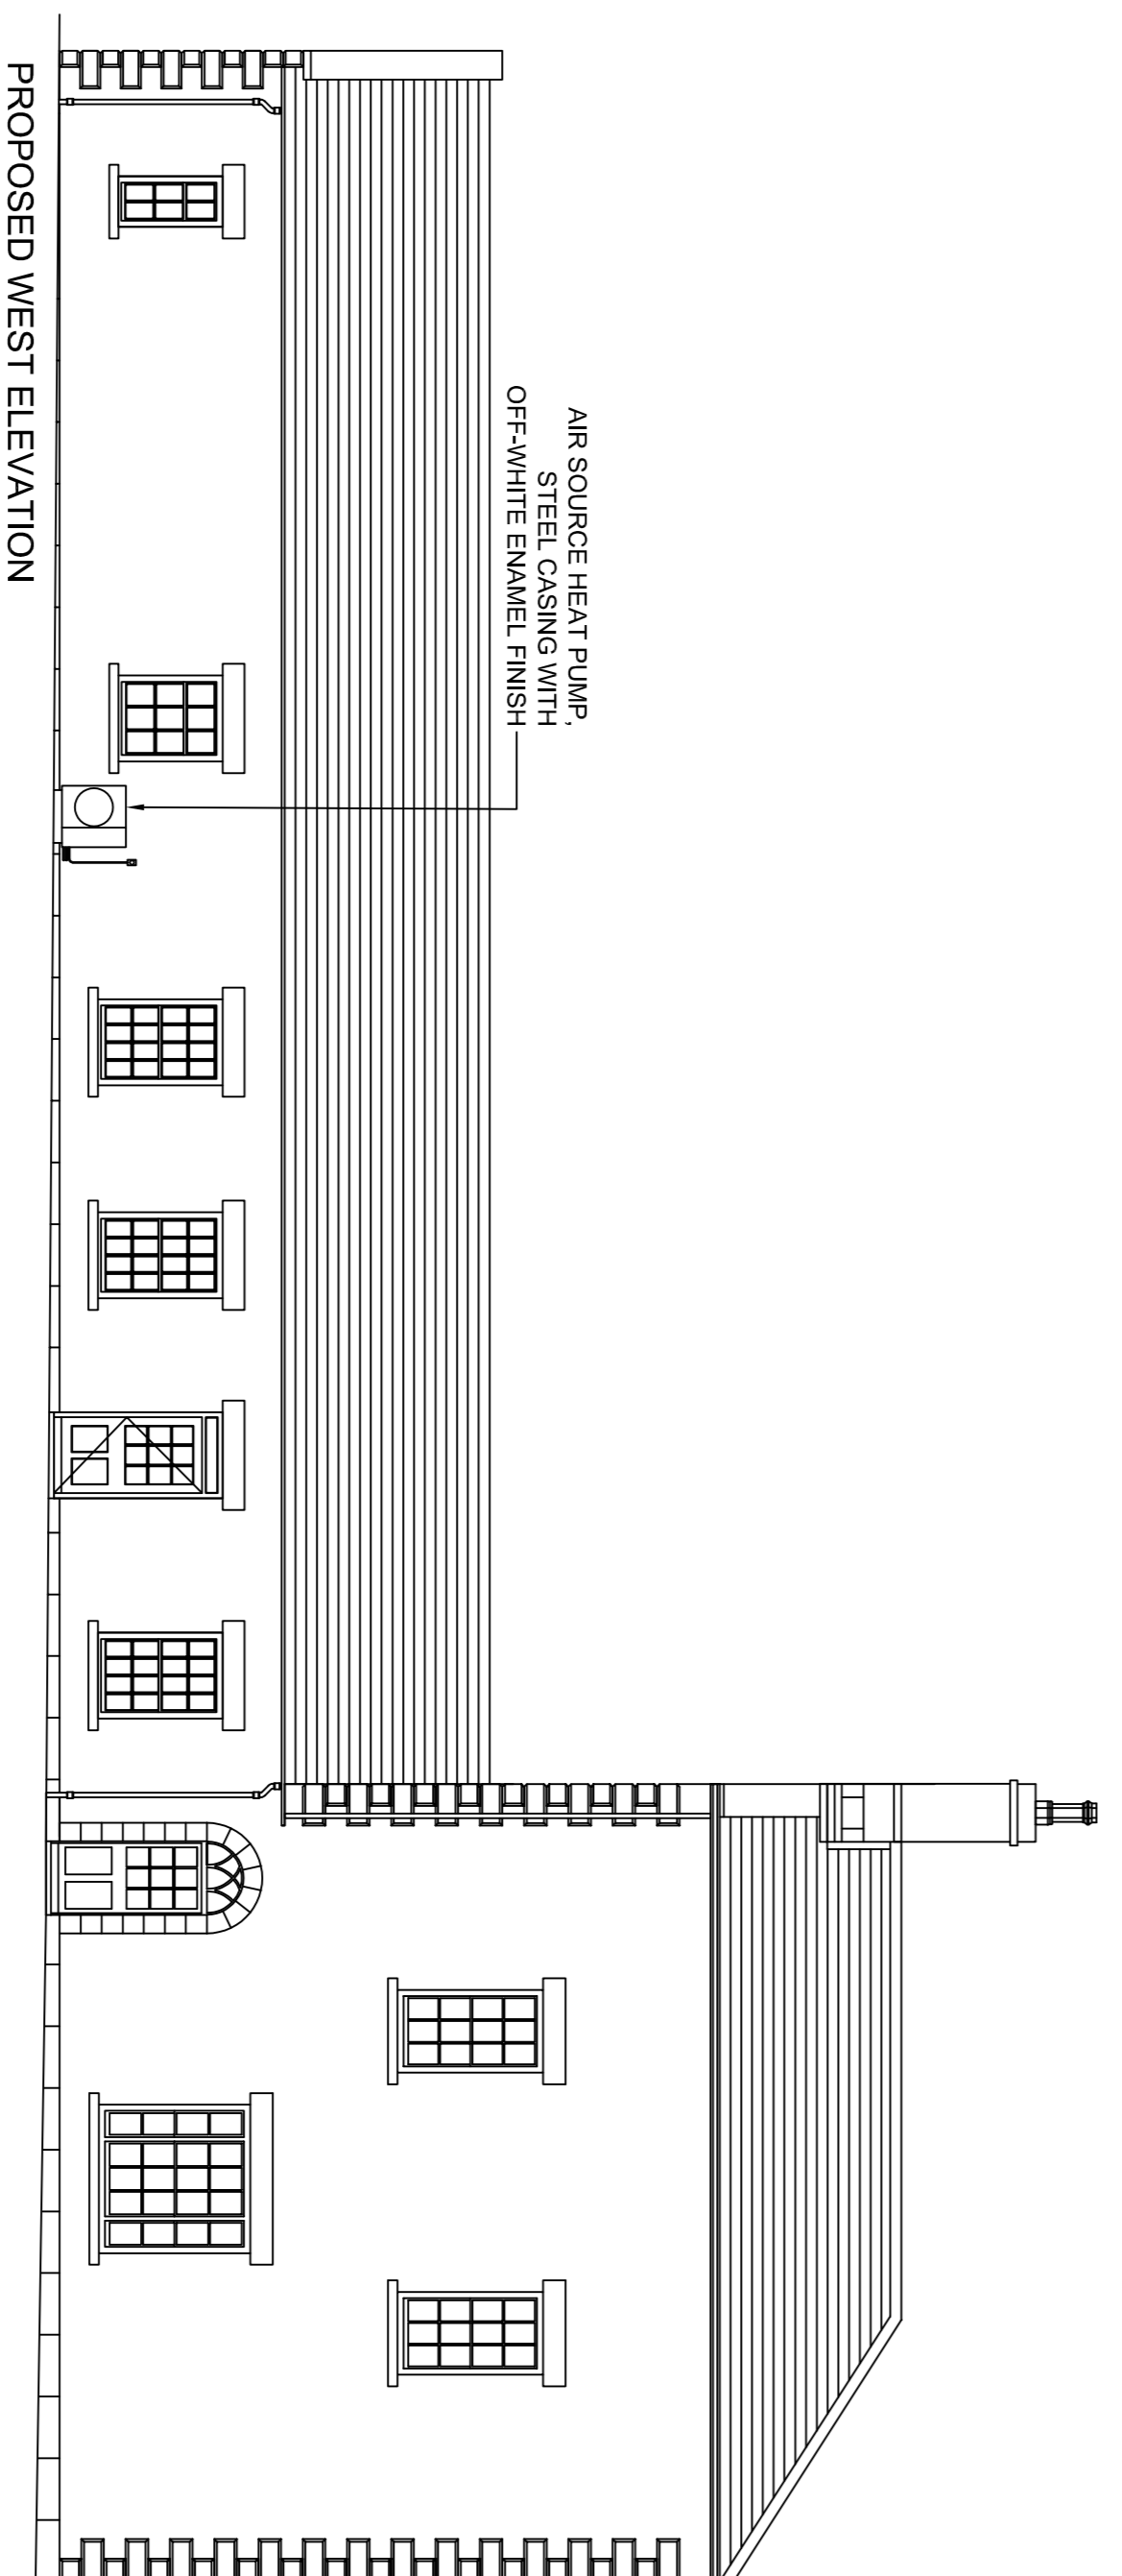 AIR SOURCE HEAT PUMP,
STEEL CASING WITH
OFF-WHITE ENAMEL FINISH
PROPOSED WEST ELEVATION